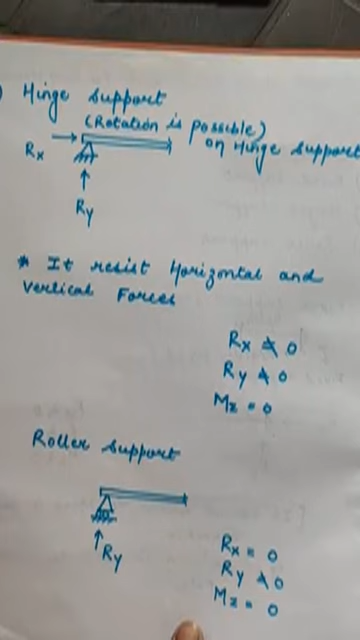 ) Hinge Support
(Rotation is possible)
on Hinge support
Rx
Ry
* It resist Horizontal and
vertical Forces
Rx ≠ 0
Ry ≠ 0
Mz = 0
Roller Support
Ry
Rx = 0
Ry ≠ 0
Mz = 0